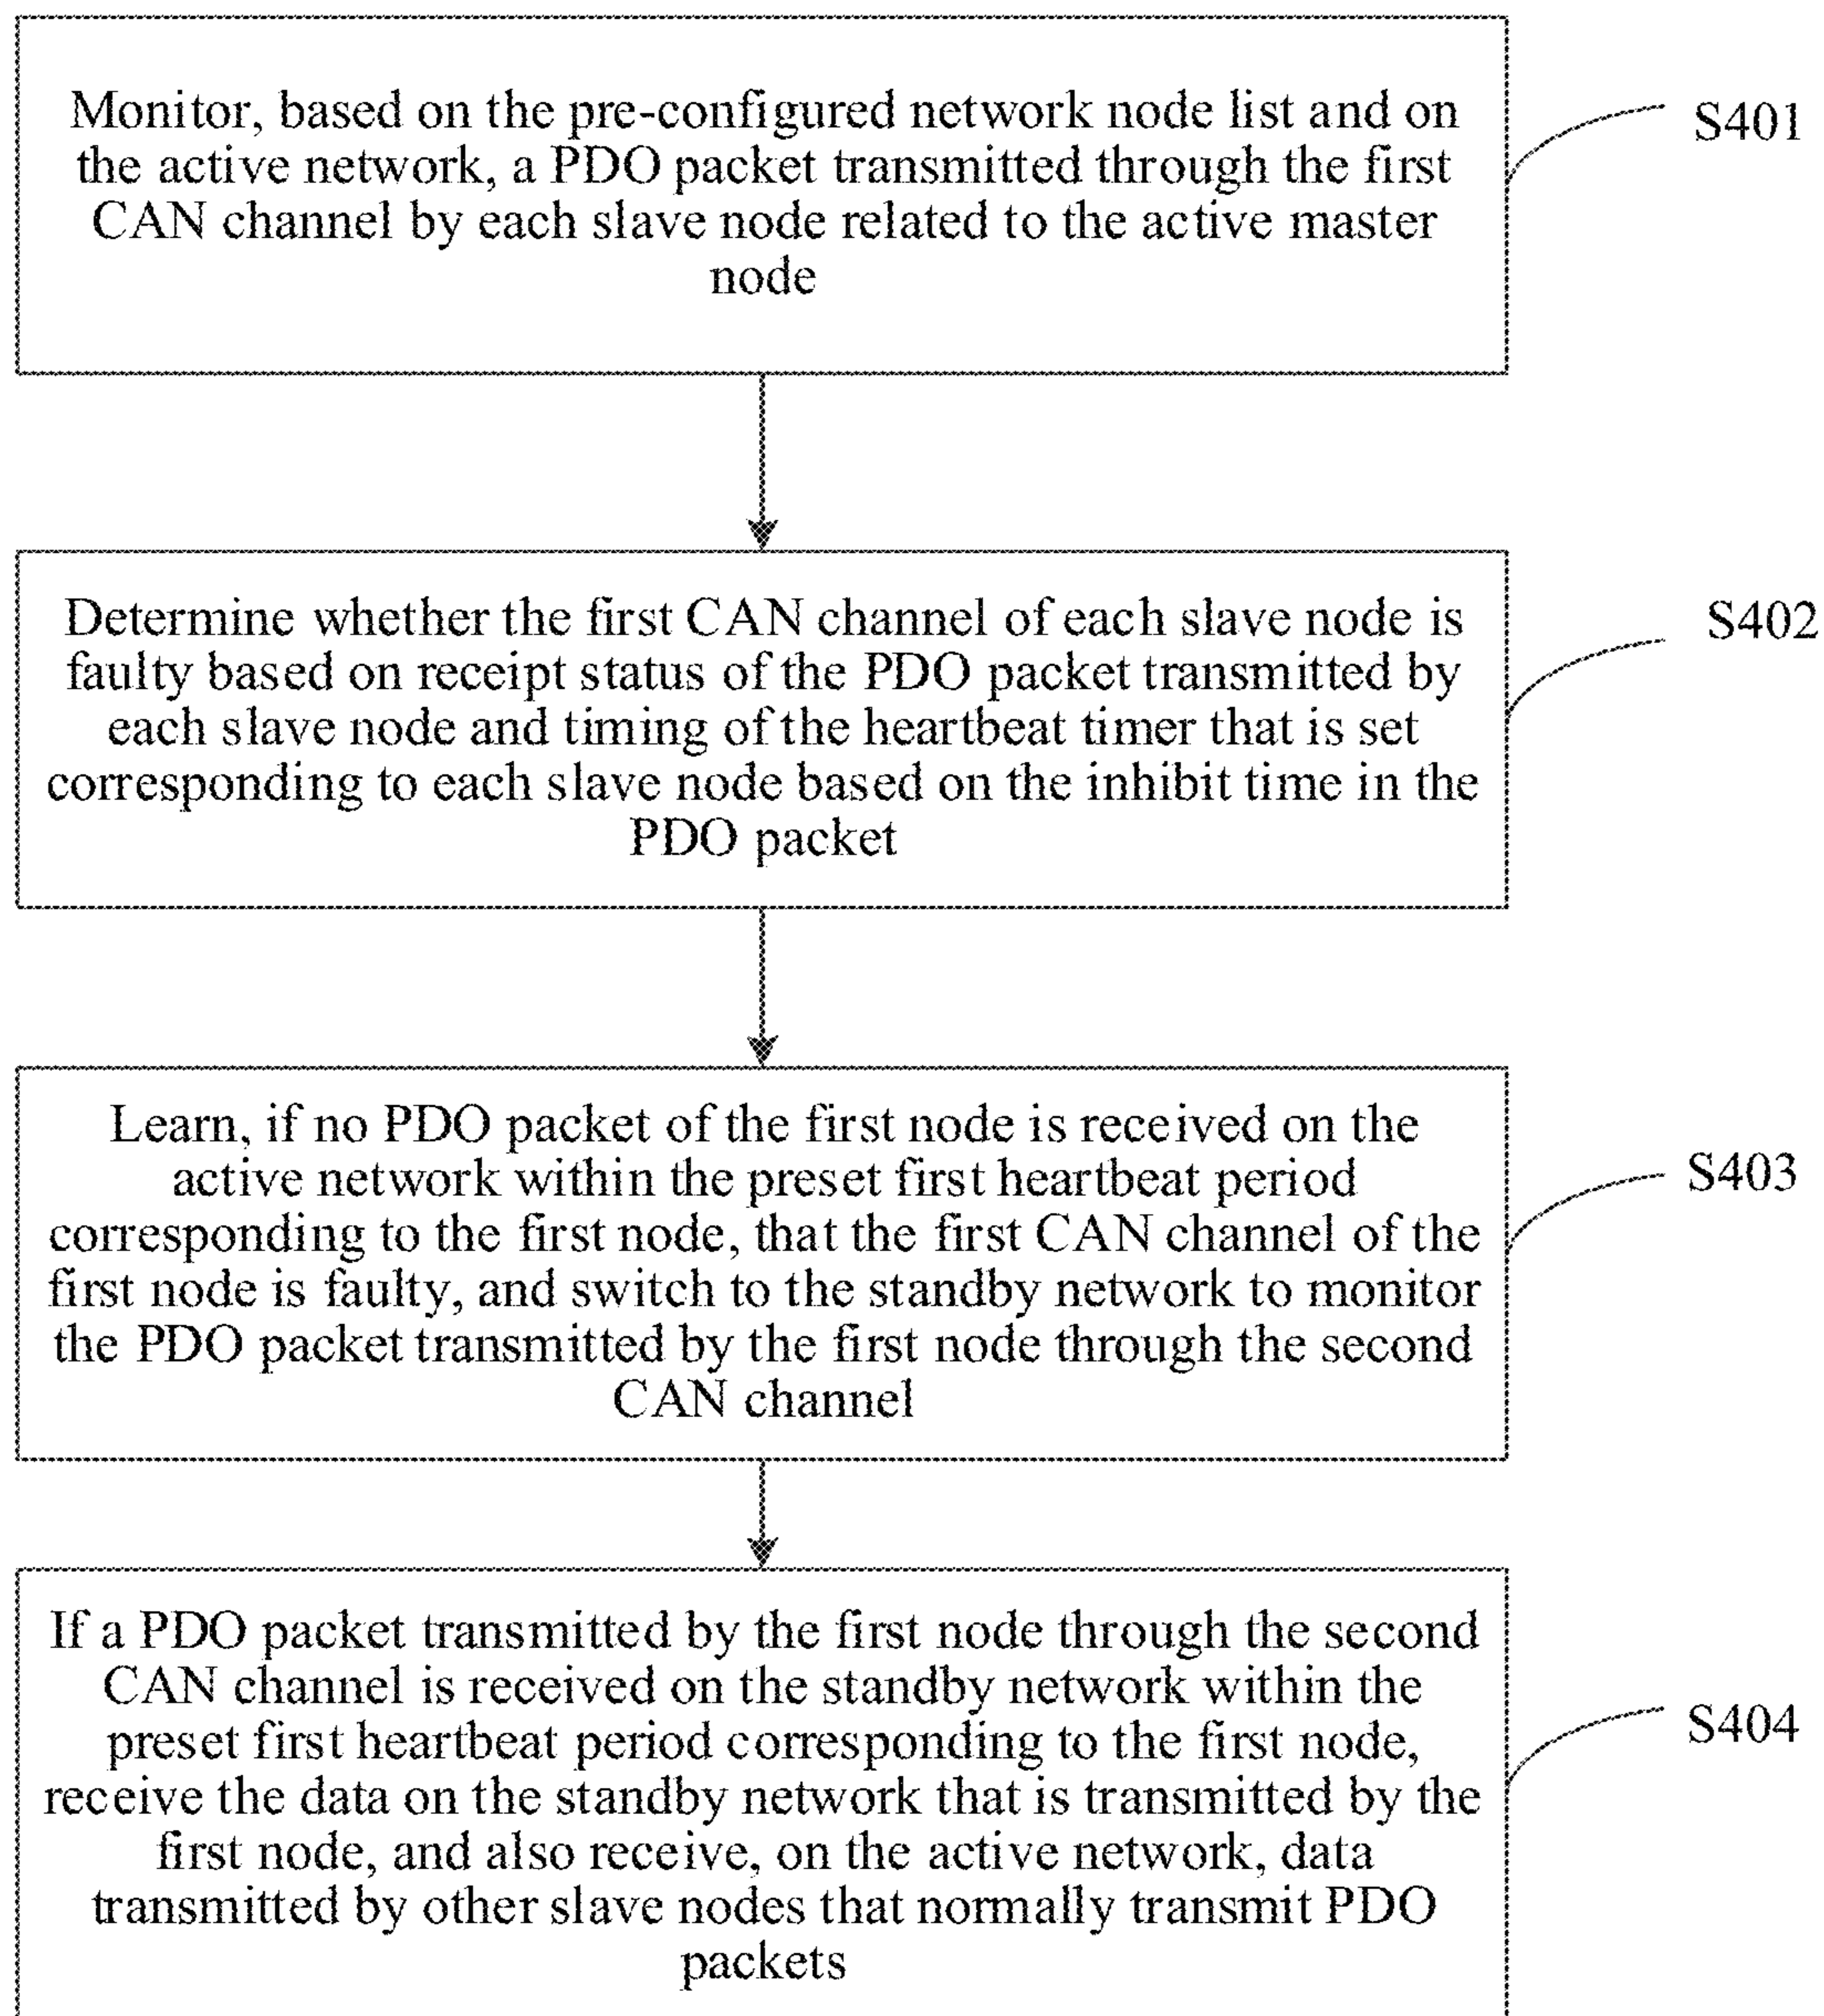 Monitor, based on the pre-configured network node list and on
the active network, a PDO packet transmitted through the first
CAN channel by each slave node related to the active master
node
S401
Determine whether the first CAN channel of each slave node is
faulty based on receipt status of the PDO packet transmitted by
each slave node and timing of the heartbeat timer that is set
corresponding to each slave node based on the inhibit time in the
PDO packet
S402
Learn, if no PDO packet of the first node is received on the
active network within the preset first heartbeat period
corresponding to the first node, that the first CAN channel of the
first node is faulty, and switch to the standby network to monitor
the PDO packet transmitted by the first node through the second
CAN channel
S403
If a PDO packet transmitted by the first node through the second
CAN channel is received on the standby network within the
preset first heartbeat period corresponding to the first node,
receive the data on the standby network that is transmitted by the
first node, and also receive, on the active network, data
transmitted by other slave nodes that normally transmit PDO
packets
S404